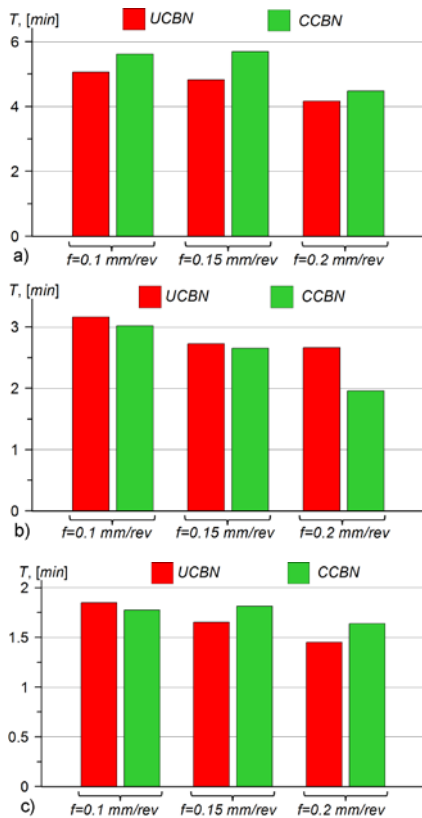 T, [min] UCBN CCBN
6
4
2
0
a) f=0.1 mm/rev f=0.15 mm/rev f=0.2 mm/rev
T, [min] UCBN CCBN
3
2
1
0
b) f=0.1 mm/rev f=0.15 mm/rev f=0.2 mm/rev
T, [min] UCBN CCBN
2
1.5
1
0.5
0
c) f=0.1 mm/rev f=0.15 mm/rev f=0.2 mm/rev